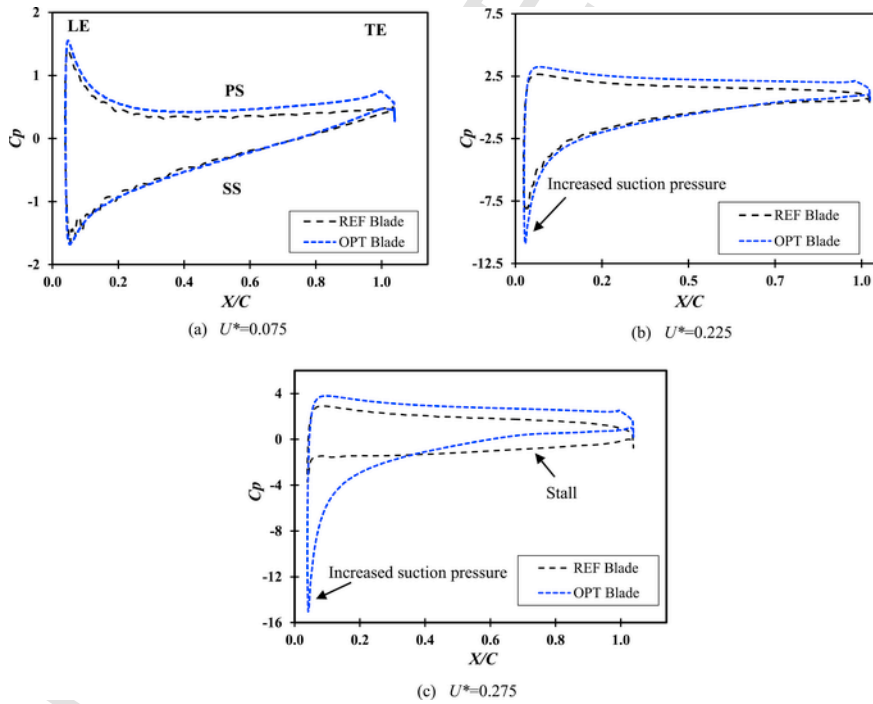 2
LE
TE
1
PS
Cp
0
SS
-1
REF Blade
OPT Blade
-2
0.0 0.2 0.4 0.6 0.8 1.0
X/C
(a) U*=0.075
7.5
2.5
Cp
-2.5
Increased suction pressure
-7.5
REF Blade
OPT Blade
-12.5
0.0 0.2 0.5 0.7 1.0
X/C
(b) U*=0.225
4
0
-4
Cp
Stall
-8
-12
Increased suction pressure
REF Blade
OPT Blade
-16
0.0 0.2 0.4 0.6 0.8 1.0
X/C
(c) U*=0.275